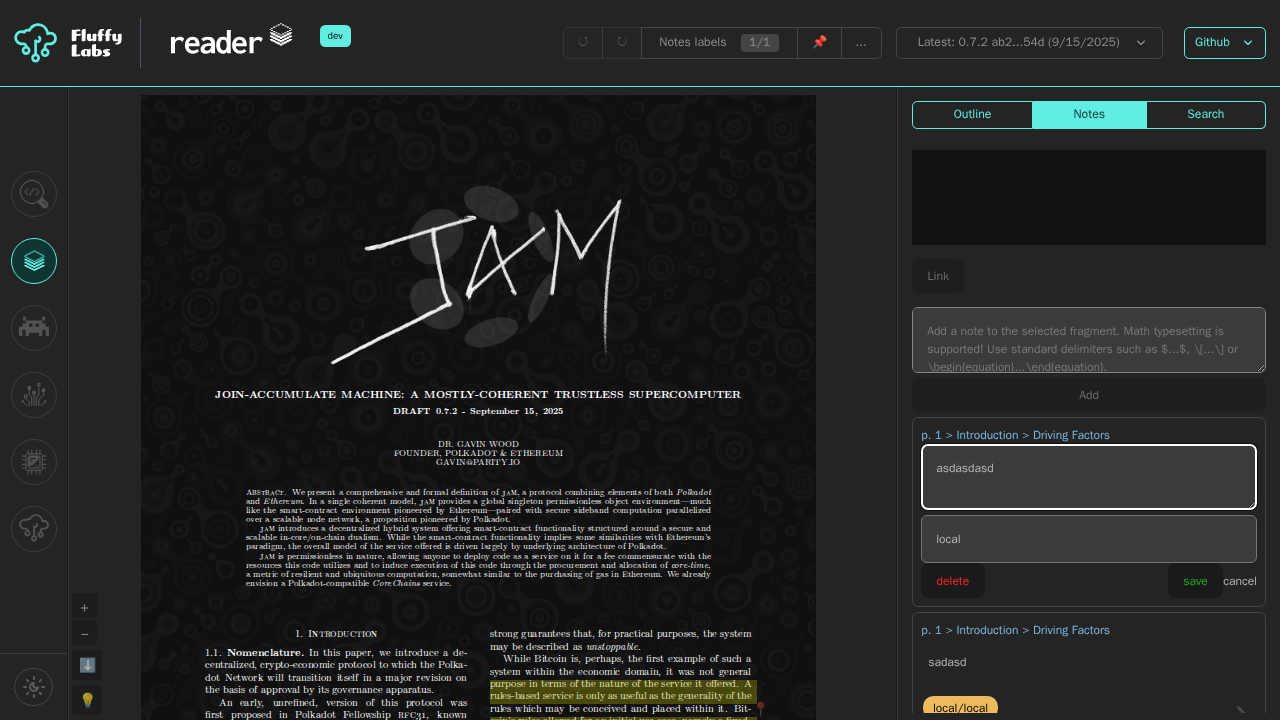 Fluffy
Labs
reader
dev
Notes labels 1/1 📌 ...
Latest: 0.7.2 ab2...54d (9/15/2025)
Github
Outline Notes Search
Link
Add a note to the selected fragment. Math typesetting is
supported! Use standard delimiters such as $...$, \[...\] or
\begin{equation}...\end{equation}.
Add
p. 1 > Introduction > Driving Factors
asdasdasd
local
delete save cancel
p. 1 > Introduction > Driving Factors
sadasd
local/local
JAM
JOIN-ACCUMULATE MACHINE: A MOSTLY-COHERENT TRUSTLESS SUPERCOMPUTER
DRAFT 0.7.2 - September 15, 2025
DR. GAVIN WOOD
FOUNDER, POLKADOT & ETHEREUM
GAVIN@PARITY.IO
Abstract. We present a comprehensive and formal definition of Jam, a protocol combining elements of both Polkadot
and Ethereum. In a single coherent model, Jam provides a global singleton permissionless object environment—much
like the smart-contract environment pioneered by Ethereum—paired with secure sideband computation parallelized
over a scalable node network, a proposition pioneered by Polkadot.
Jam introduces a decentralized hybrid system offering smart-contract functionality structured around a secure and
scalable in-core/on-chain dualism. While the smart-contract functionality implies some similarities with Ethereum's
paradigm, the overall model of the service offered is driven largely by underlying architecture of Polkadot.
Jam is permissionless in nature, allowing anyone to deploy code as a service on it for a fee commensurate with the
resources this code utilizes and to induce execution of this code through the procurement and allocation of core-time,
a metric of resilient and ubiquitous computation, somewhat similar to the purchasing of gas in Ethereum. We already
envision a Polkadot-compatible CoreChains service.
1. Introduction
1.1. Nomenclature. In this paper, we introduce a de-
centralized, crypto-economic protocol to which the Polka-
dot Network will transition itself in a major revision on
the basis of approval by its governance apparatus.
An early, unrefined, version of this protocol was
first proposed in Polkadot Fellowship RFC31, known
strong guarantees that, for practical purposes, the system
may be described as unstoppable.
While Bitcoin is, perhaps, the first example of such a
system within the economic domain, it was not general
purpose in terms of the nature of the service it offered. A
rules-based service is only as useful as the generality of the
rules which may be conceived and placed within it. Bit-
+
−